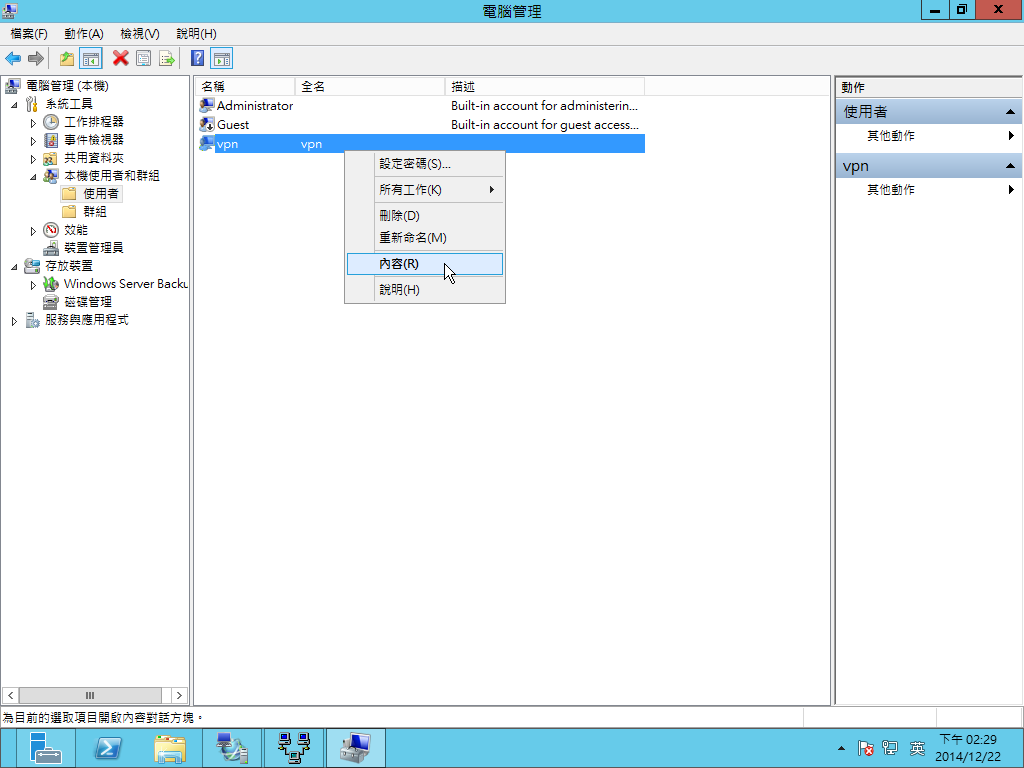 電腦管理
檔案(F) 動作(A) 檢視(V) 說明(H)
電腦管理 (本機)
系統工具
工作排程器
事件檢視器
共用資料夾
本機使用者和群組
使用者
群組
效能
裝置管理員
存放裝置
Windows Server Backu
磁碟管理
服務與應用程式
名稱 全名 描述
Administrator Built-in account for administerin...
Guest Built-in account for guest access...
vpn vpn
設定密碼(S)...
所有工作(K)
刪除(D)
重新命名(M)
內容(R)
說明(H)
動作
使用者
其他動作
vpn
其他動作
為目前的選取項目開啟內容對話方塊。
英
下午 02:29
2014/12/22